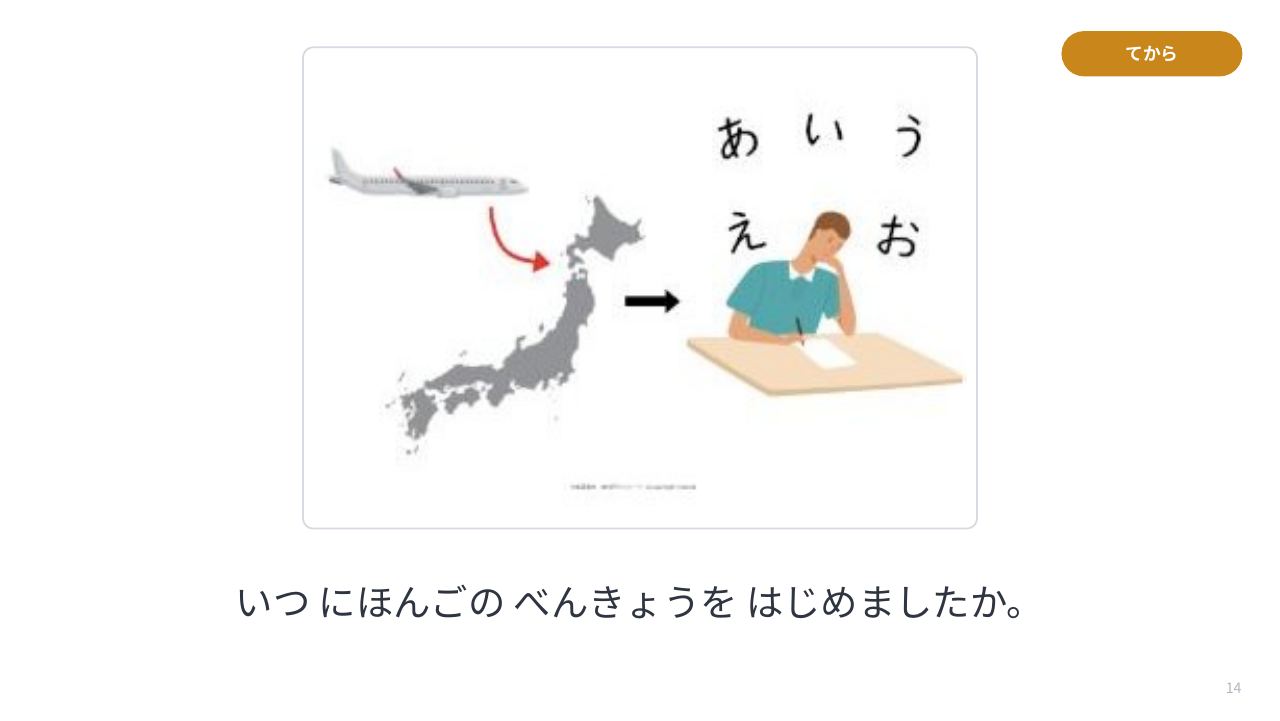 てから
あ い う
え お
いつ にほんごの べんきょうを はじめましたか。
14